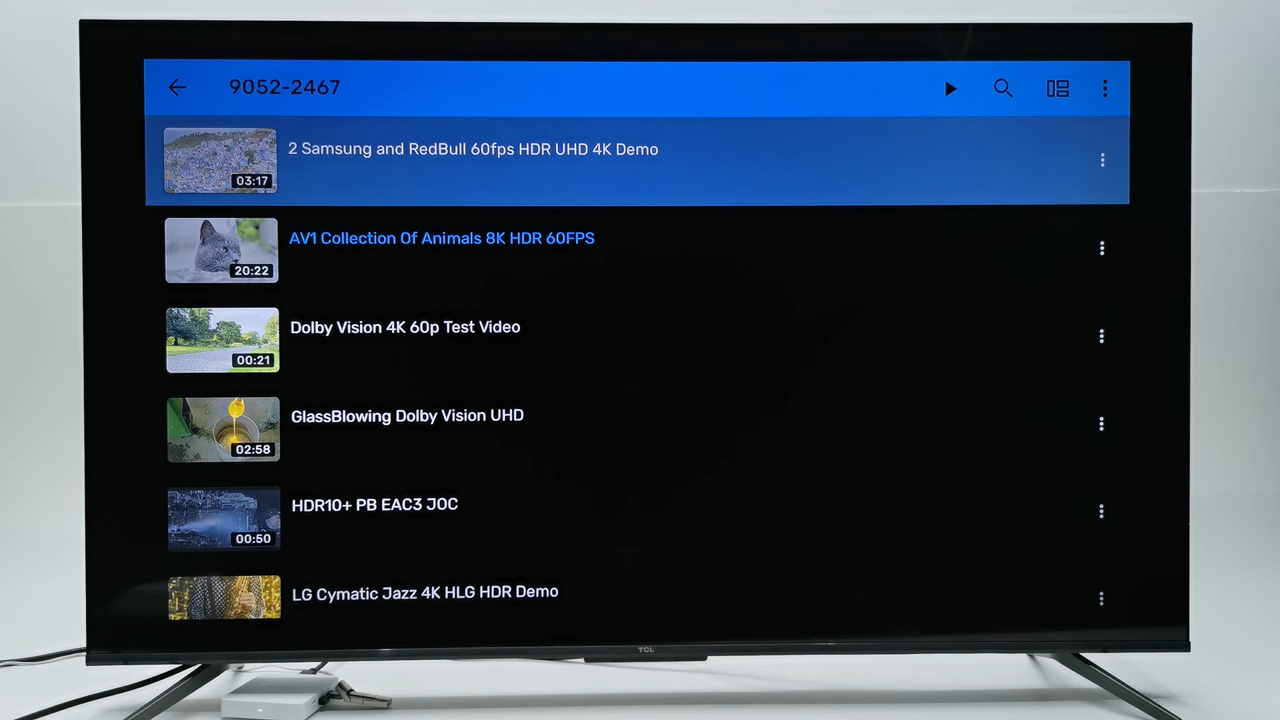 9052-2467
2 Samsung and RedBull 60fps HDR UHD 4K Demo
03:17
AV1 Collection Of Animals 8K HDR 60FPS
20:22
Dolby Vision 4K 60p Test Video
00:21
GlassBlowing Dolby Vision UHD
02:58
HDR10+ PB EAC3 JOC
00:50
LG Cymatic Jazz 4K HLG HDR Demo
TCL